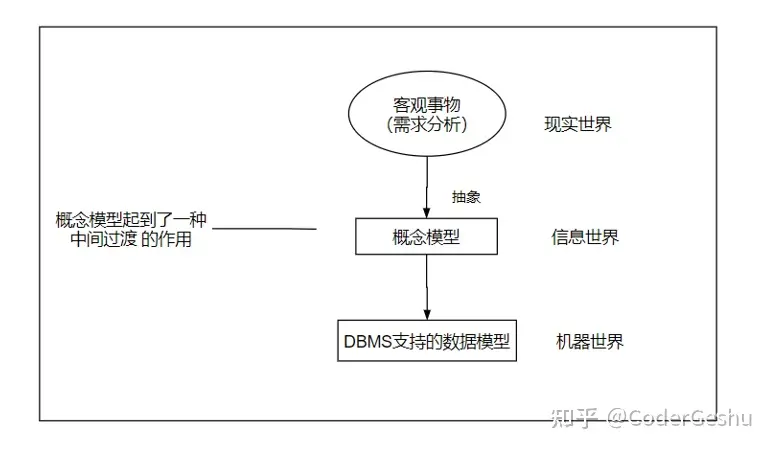 客观事物
（需求分析）
现实世界
抽象
概念模型起到了一种
中间过渡 的作用
概念模型
信息世界
DBMS支持的数据模型
机器世界
知乎 @CoderGeshu